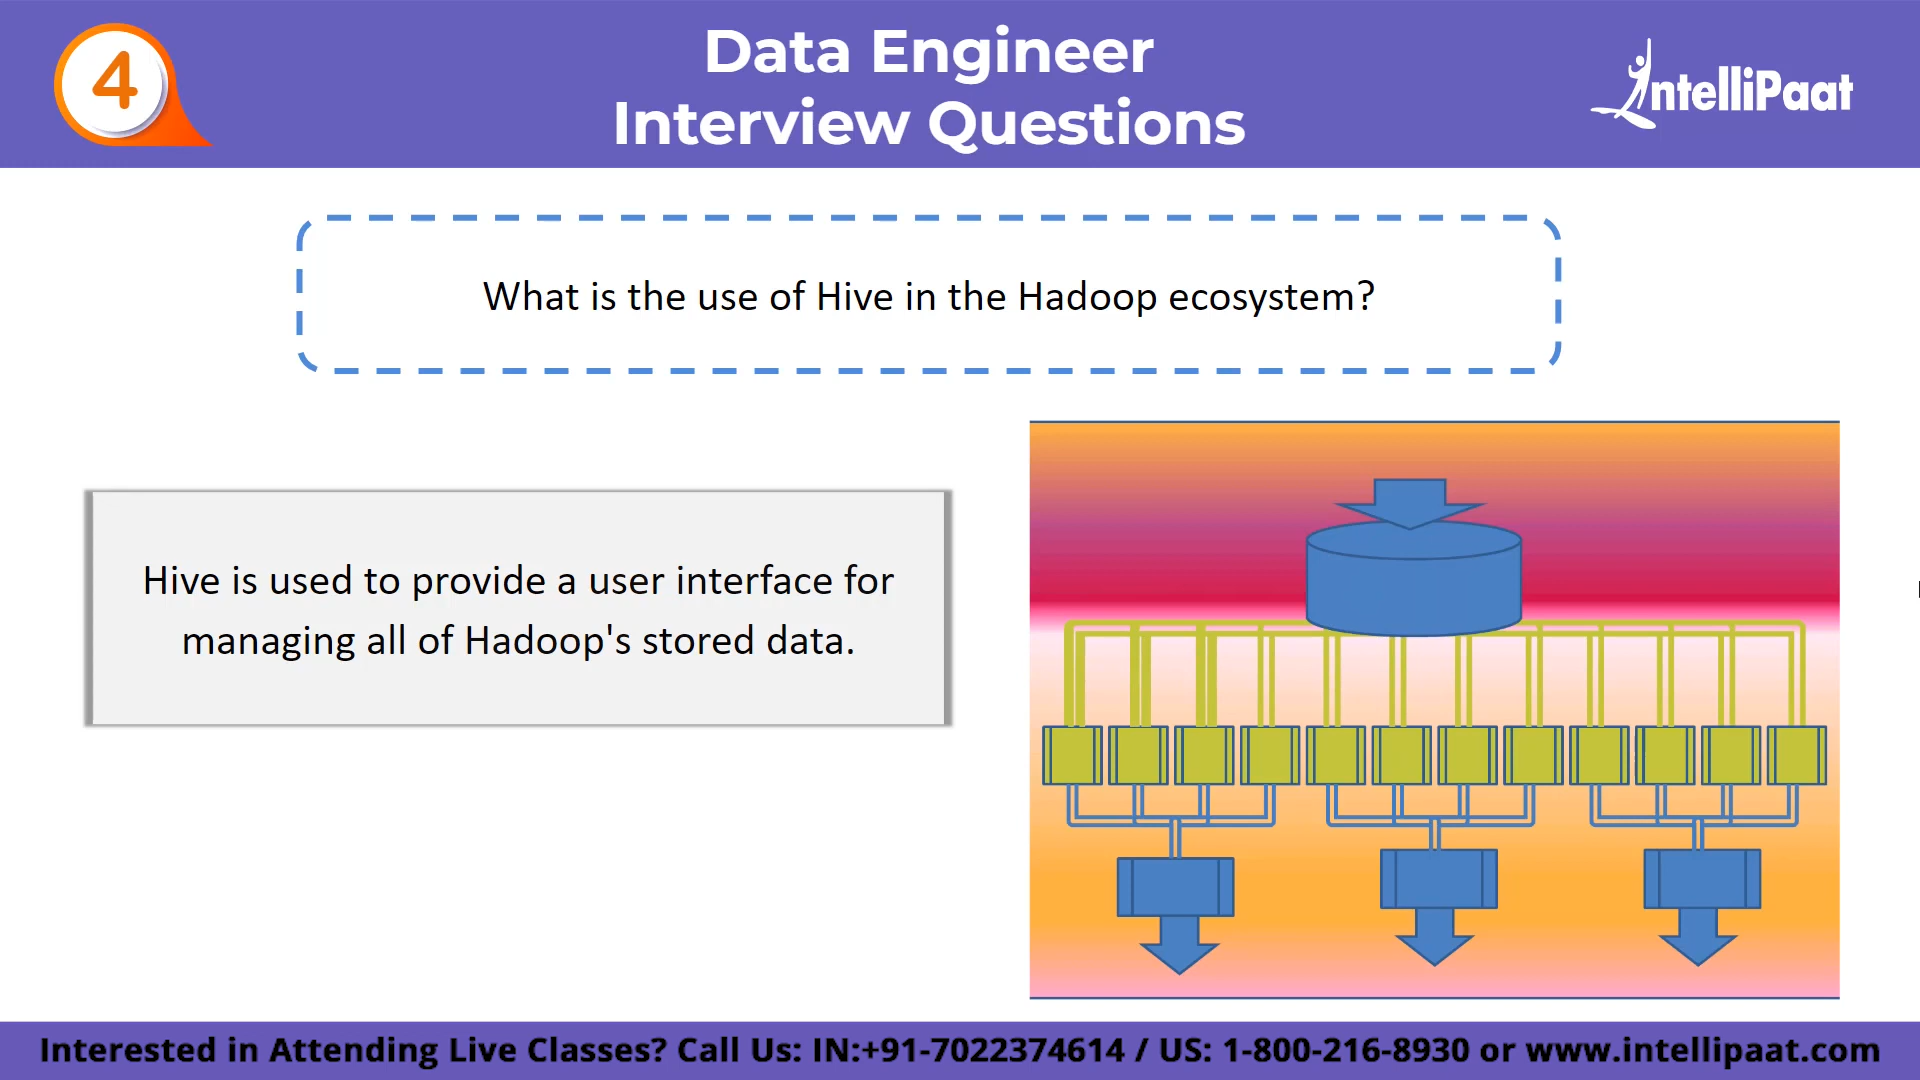 4
Data Engineer
Interview Questions
IntelliPaat
What is the use of Hive in the Hadoop ecosystem?
Hive is used to provide a user interface for
managing all of Hadoop's stored data.
Interested in Attending Live Classes? Call Us: IN:+91-7022374614 / US: 1-800-216-8930 or www.intellipaat.com